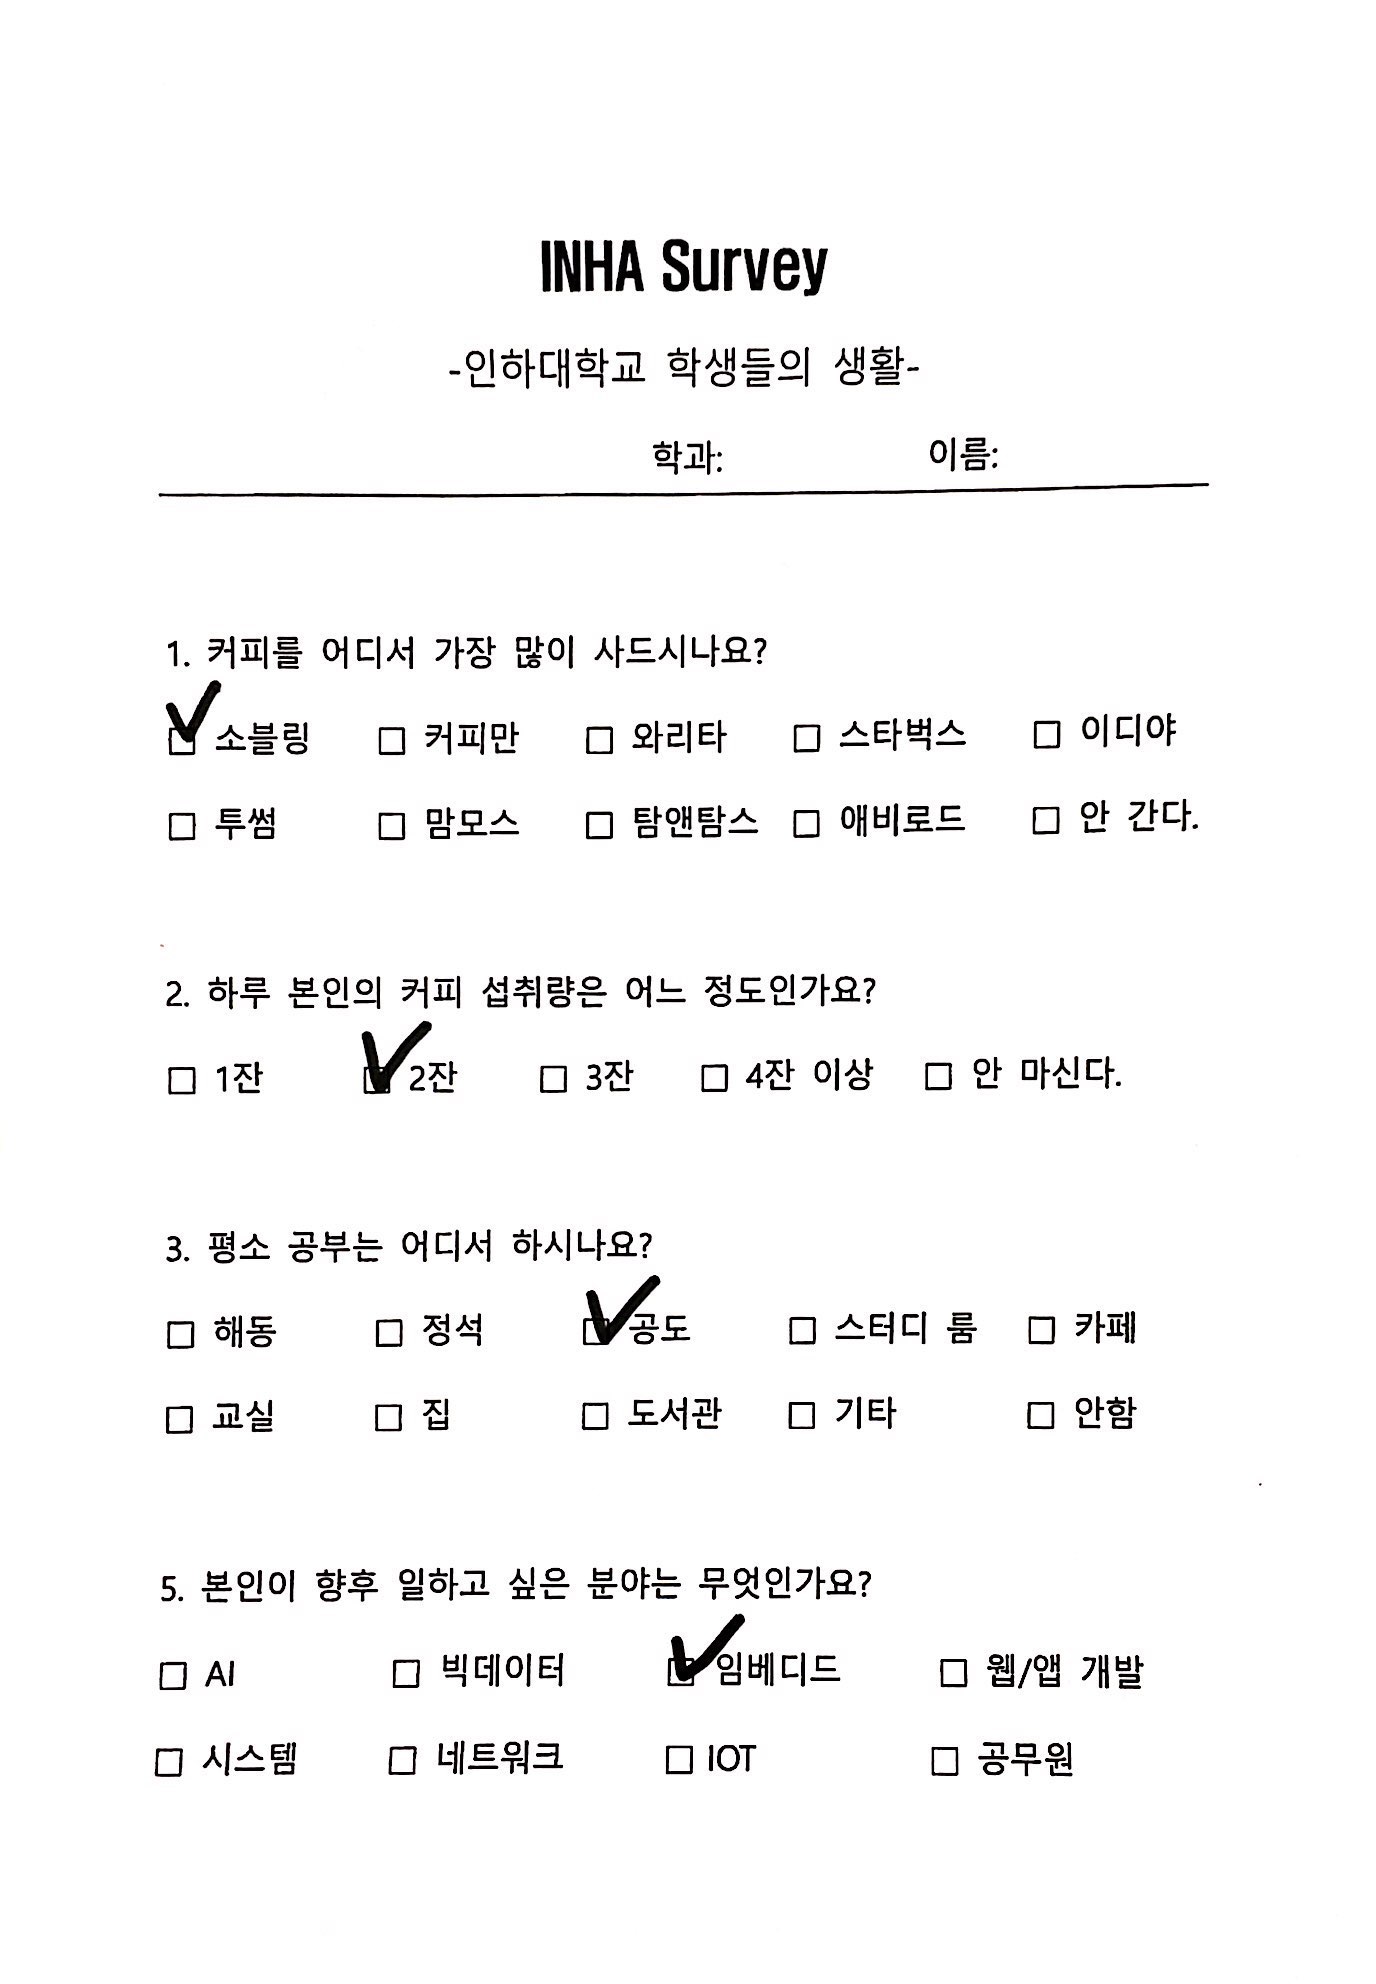 INHA Survey
-인하대학교 학생들의 생활-
학과: 이름:
1. 커피를 어디서 가장 많이 사드시나요?
☑ 소블링 □ 커피만 □ 와리타 □ 스타벅스 □ 이디야
□ 투썸 □ 맘모스 □ 탐앤탐스 □ 애비로드 □ 안 간다.
2. 하루 본인의 커피 섭취량은 어느 정도인가요?
□ 1잔 ☑ 2잔 □ 3잔 □ 4잔 이상 □ 안 마신다.
3. 평소 공부는 어디서 하시나요?
□ 해동 □ 정석 ☑ 공도 □ 스터디 룸 □ 카페
□ 교실 □ 집 □ 도서관 □ 기타 □ 안함
5. 본인이 향후 일하고 싶은 분야는 무엇인가요?
□ AI □ 빅데이터 ☑ 임베디드 □ 웹/앱 개발
□ 시스템 □ 네트워크 □ IOT □ 공무원